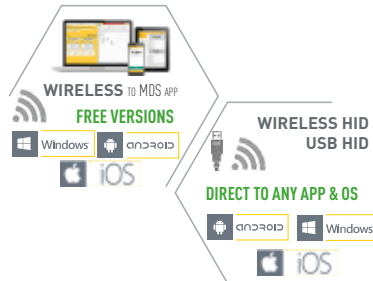 WIRELESS TO MDS APP
FREE VERSIONS
Windows
android
iOS
WIRELESS HID
USB HID
DIRECT TO ANY APP & OS
android
Windows
iOS